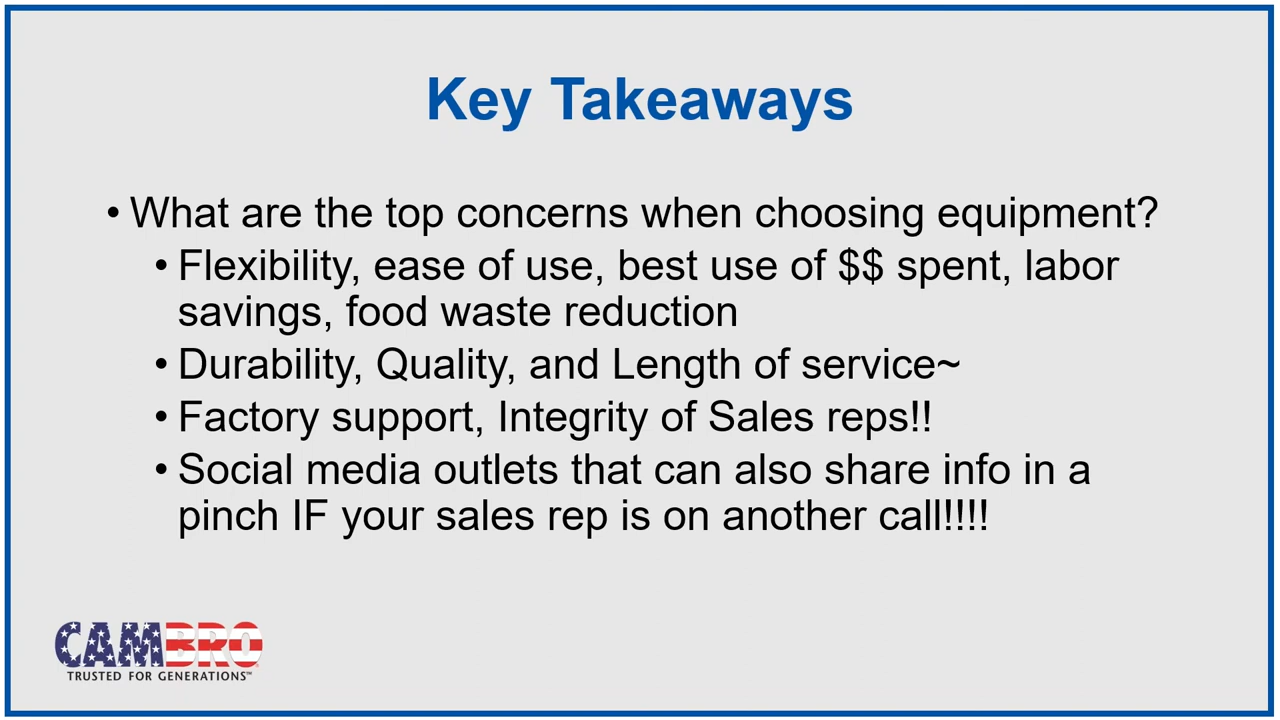 Key Takeaways
• What are the top concerns when choosing equipment?
• Flexibility, ease of use, best use of $$ spent, labor
savings, food waste reduction
• Durability, Quality, and Length of service~
• Factory support, Integrity of Sales reps!!
• Social media outlets that can also share info in a
pinch IF your sales rep is on another call!!!!
CAMBRO
TRUSTED FOR GENERATIONS℠